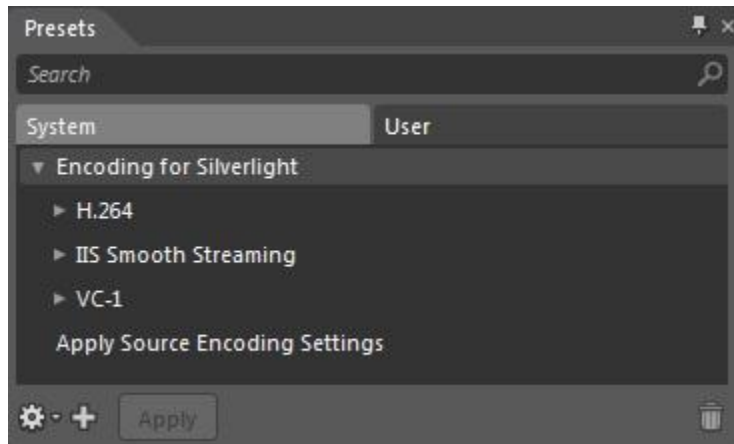 Presets
Search
System User
Encoding for Silverlight
H.264
IIS Smooth Streaming
VC-1
Apply Source Encoding Settings
Apply